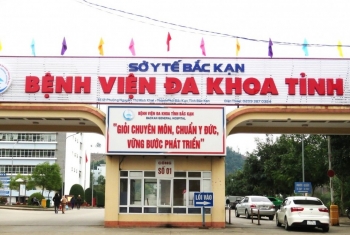 SỞ Y TẾ BẮC KẠN
BỆNH VIỆN ĐA KHOA TỈNH
BỆNH VIỆN ĐA KHOA TỈNH BẮC KẠN
"GIỎI CHUYÊN MÔN, CHUẨN Y ĐỨC,
VỮNG BƯỚC PHÁT TRIỂN"
SỐ 01
LỐI VÀO